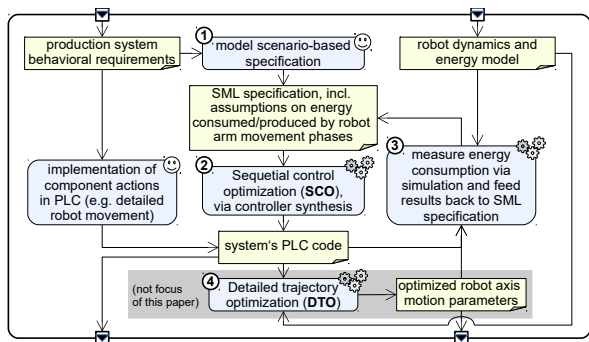 production system
behavioral requirements
1
model scenario-based
specification
robot dynamics and
energy model
SML specification, incl.
assumptions on energy
consumed/produced by robot
arm movement phases
implementation of
component actions
in PLC (e.g. detailed
robot movement)
2
Sequetial control
optimization (SCO),
via controller synthesis
3
measure energy
consumption via
simulation and feed
results back to SML
specification
system's PLC code
(not focus
of this paper)
4
Detailed trajectory
optimization (DTO)
optimized robot axis
motion parameters